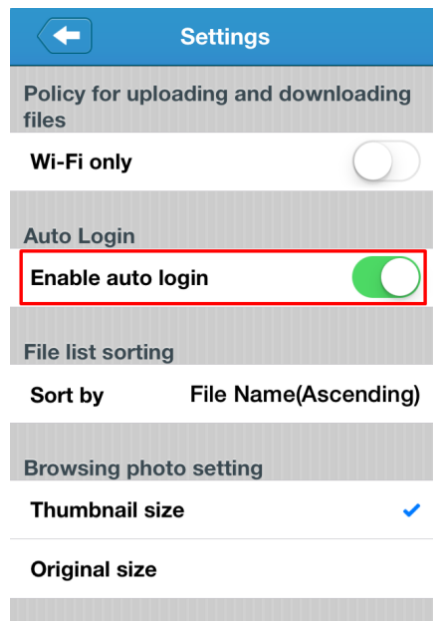 Settings
Policy for uploading and downloading
files
Wi-Fi only
Auto Login
Enable auto login
File list sorting
Sort by File Name(Ascending)
Browsing photo setting
Thumbnail size
Original size